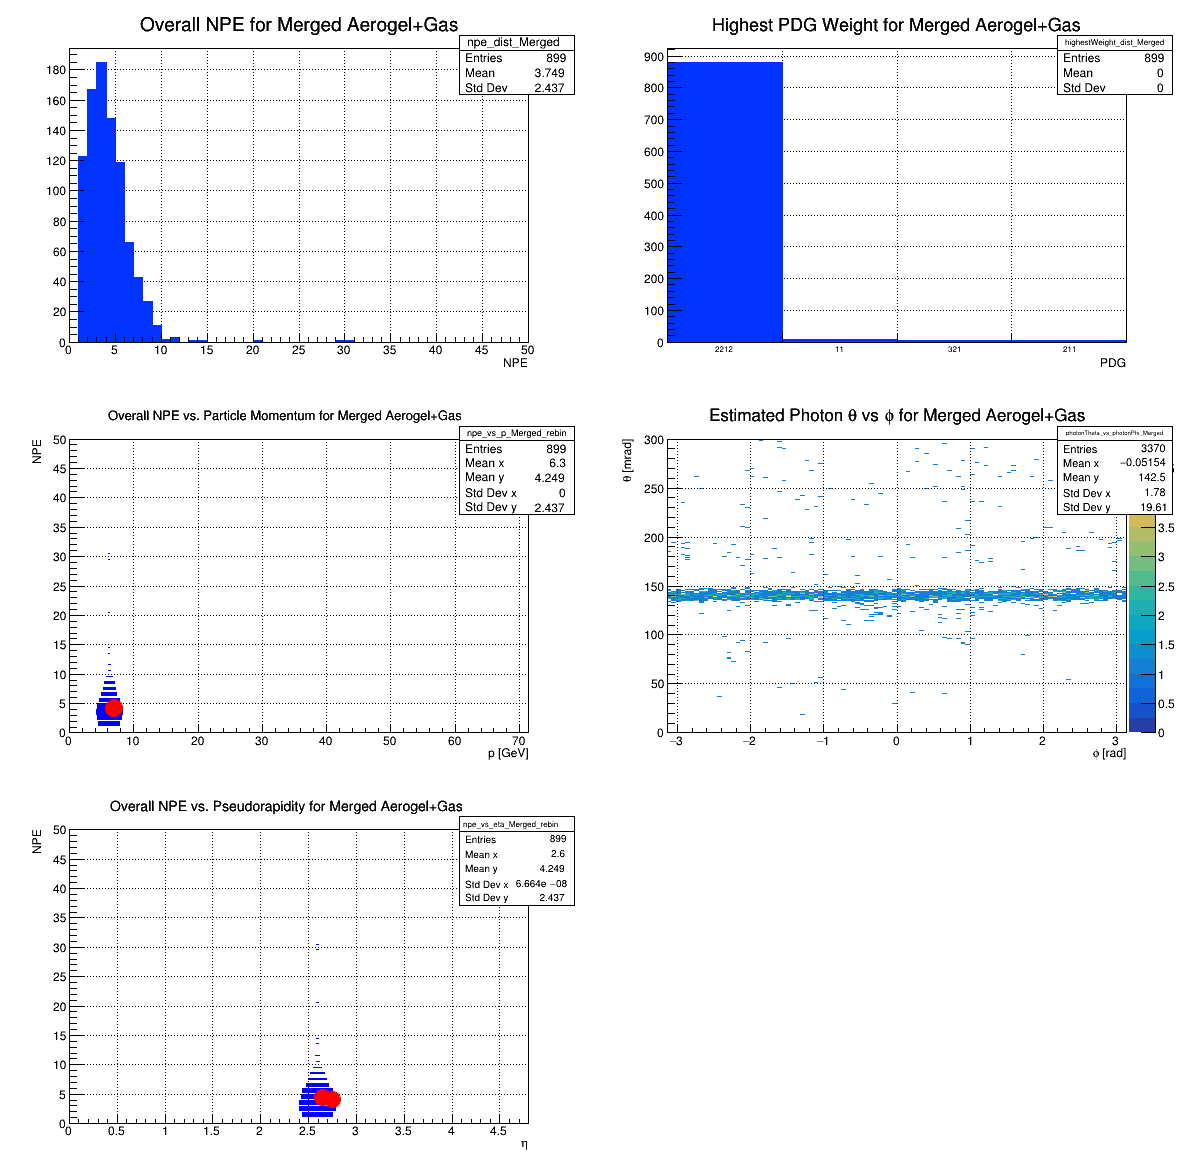 Overall NPE for Merged Aerogel+Gas
npe_dist_Merged
Entries 899
Mean 3.749
Std Dev 2.437
180
160
140
120
100
80
60
40
20
0
0 5 10 15 20 25 30 35 40 45 50
NPE
Highest PDG Weight for Merged Aerogel+Gas
highestWeight_dist_Merged
Entries 899
Mean 0
Std Dev 0
900
800
700
600
500
400
300
200
100
0
2212 11 321 211
PDG
Overall NPE vs. Particle Momentum for Merged Aerogel+Gas
npe_vs_p_Merged_rebin
Entries 899
Mean x 6.3
Mean y 4.249
Std Dev x 0
Std Dev y 2.437
NPE
50
45
40
35
30
25
20
15
10
5
0
0 10 20 30 40 50 60 70
p [GeV]
Estimated Photon θ vs ϕ for Merged Aerogel+Gas
photonTheta_vs_photonPhi_Merged
Entries 3370
Mean x −0.05154
Mean y 142.5
Std Dev x 1.78
Std Dev y 19.61
θ [mrad]
300
250
200
150
100
50
0
−3 −2 −1 0 1 2 3
ϕ [rad]
3.5
3
2.5
2
1.5
1
0.5
0
Overall NPE vs. Pseudorapidity for Merged Aerogel+Gas
npe_vs_eta_Merged_rebin
Entries 899
Mean x 2.6
Mean y 4.249
Std Dev x 6.664e −08
Std Dev y 2.437
NPE
50
45
40
35
30
25
20
15
10
5
0
0 0.5 1 1.5 2 2.5 3 3.5 4 4.5
η